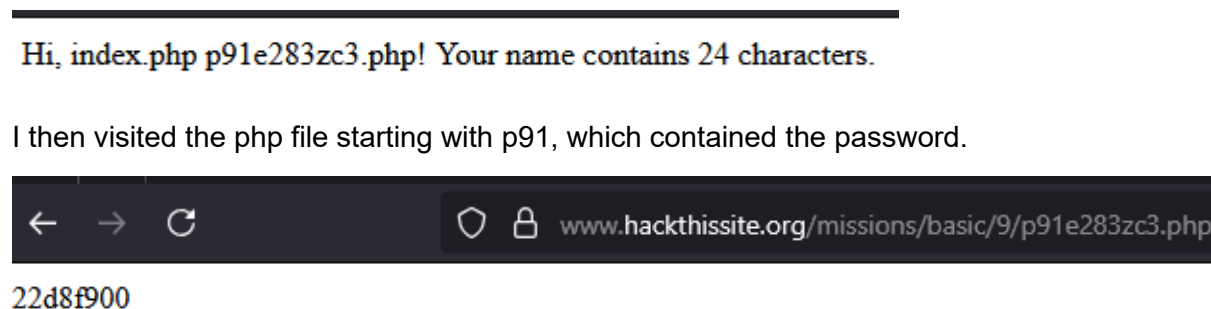 Hi, index.php p91e283zc3.php! Your name contains 24 characters.
I then visited the php file starting with p91, which contained the password.
www.hackthissite.org/missions/basic/9/p91e283zc3.php
22d8f900